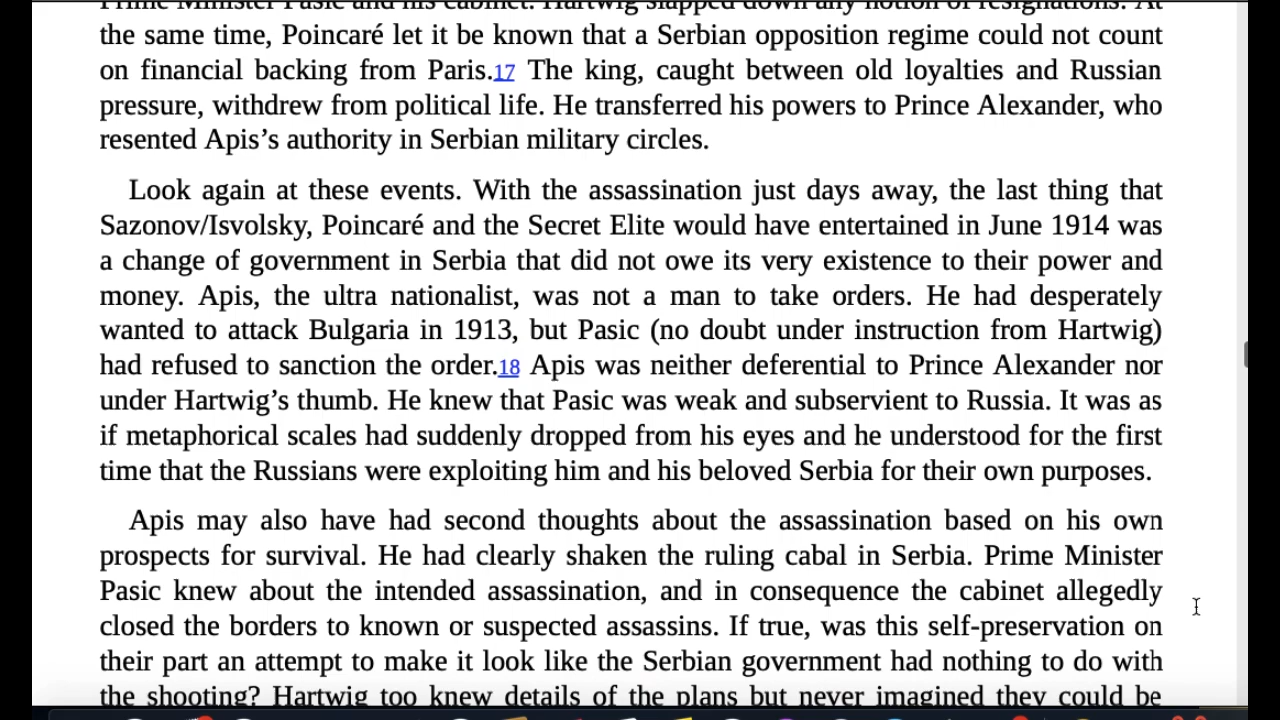 Prime Minister Pasic and his cabinet. Hartwig slapped down any notion of resignations. At
the same time, Poincaré let it be known that a Serbian opposition regime could not count
on financial backing from Paris.17 The king, caught between old loyalties and Russian
pressure, withdrew from political life. He transferred his powers to Prince Alexander, who
resented Apis’s authority in Serbian military circles.
Look again at these events. With the assassination just days away, the last thing that
Sazonov/Isvolsky, Poincaré and the Secret Elite would have entertained in June 1914 was
a change of government in Serbia that did not owe its very existence to their power and
money. Apis, the ultra nationalist, was not a man to take orders. He had desperately
wanted to attack Bulgaria in 1913, but Pasic (no doubt under instruction from Hartwig)
had refused to sanction the order.18 Apis was neither deferential to Prince Alexander nor
under Hartwig’s thumb. He knew that Pasic was weak and subservient to Russia. It was as
if metaphorical scales had suddenly dropped from his eyes and he understood for the first
time that the Russians were exploiting him and his beloved Serbia for their own purposes.
Apis may also have had second thoughts about the assassination based on his own
prospects for survival. He had clearly shaken the ruling cabal in Serbia. Prime Minister
Pasic knew about the intended assassination, and in consequence the cabinet allegedly
closed the borders to known or suspected assassins. If true, was this self-preservation on
their part an attempt to make it look like the Serbian government had nothing to do with
the shooting? Hartwig too knew details of the plans but never imagined they could be